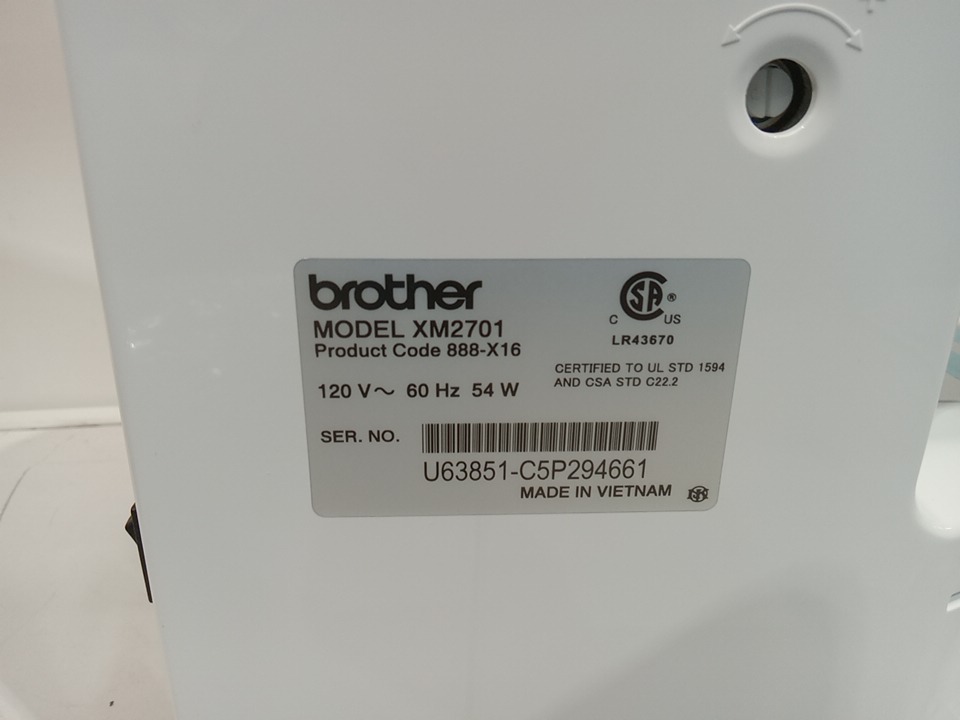 brother
MODEL XM2701
Product Code 888-X16
120 V～ 60 Hz 54 W
SER. NO.
U63851-C5P294661
MADE IN VIETNAM
CSA ®
C US
LR43670
CERTIFIED TO UL STD 1594
AND CSA STD C22.2